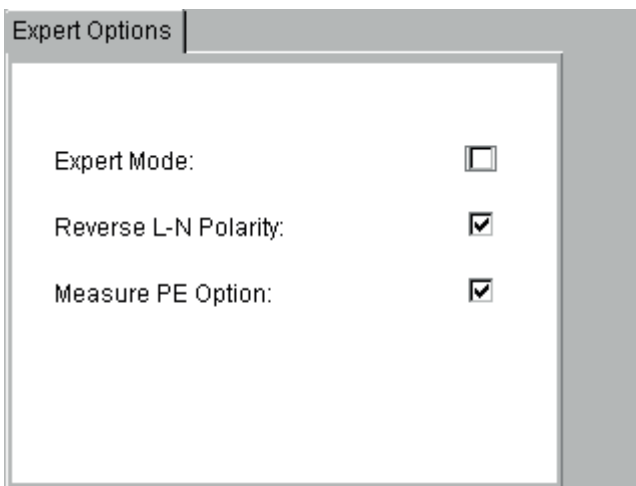 Expert Options
Expert Mode:
Reverse L-N Polarity:
Measure PE Option: